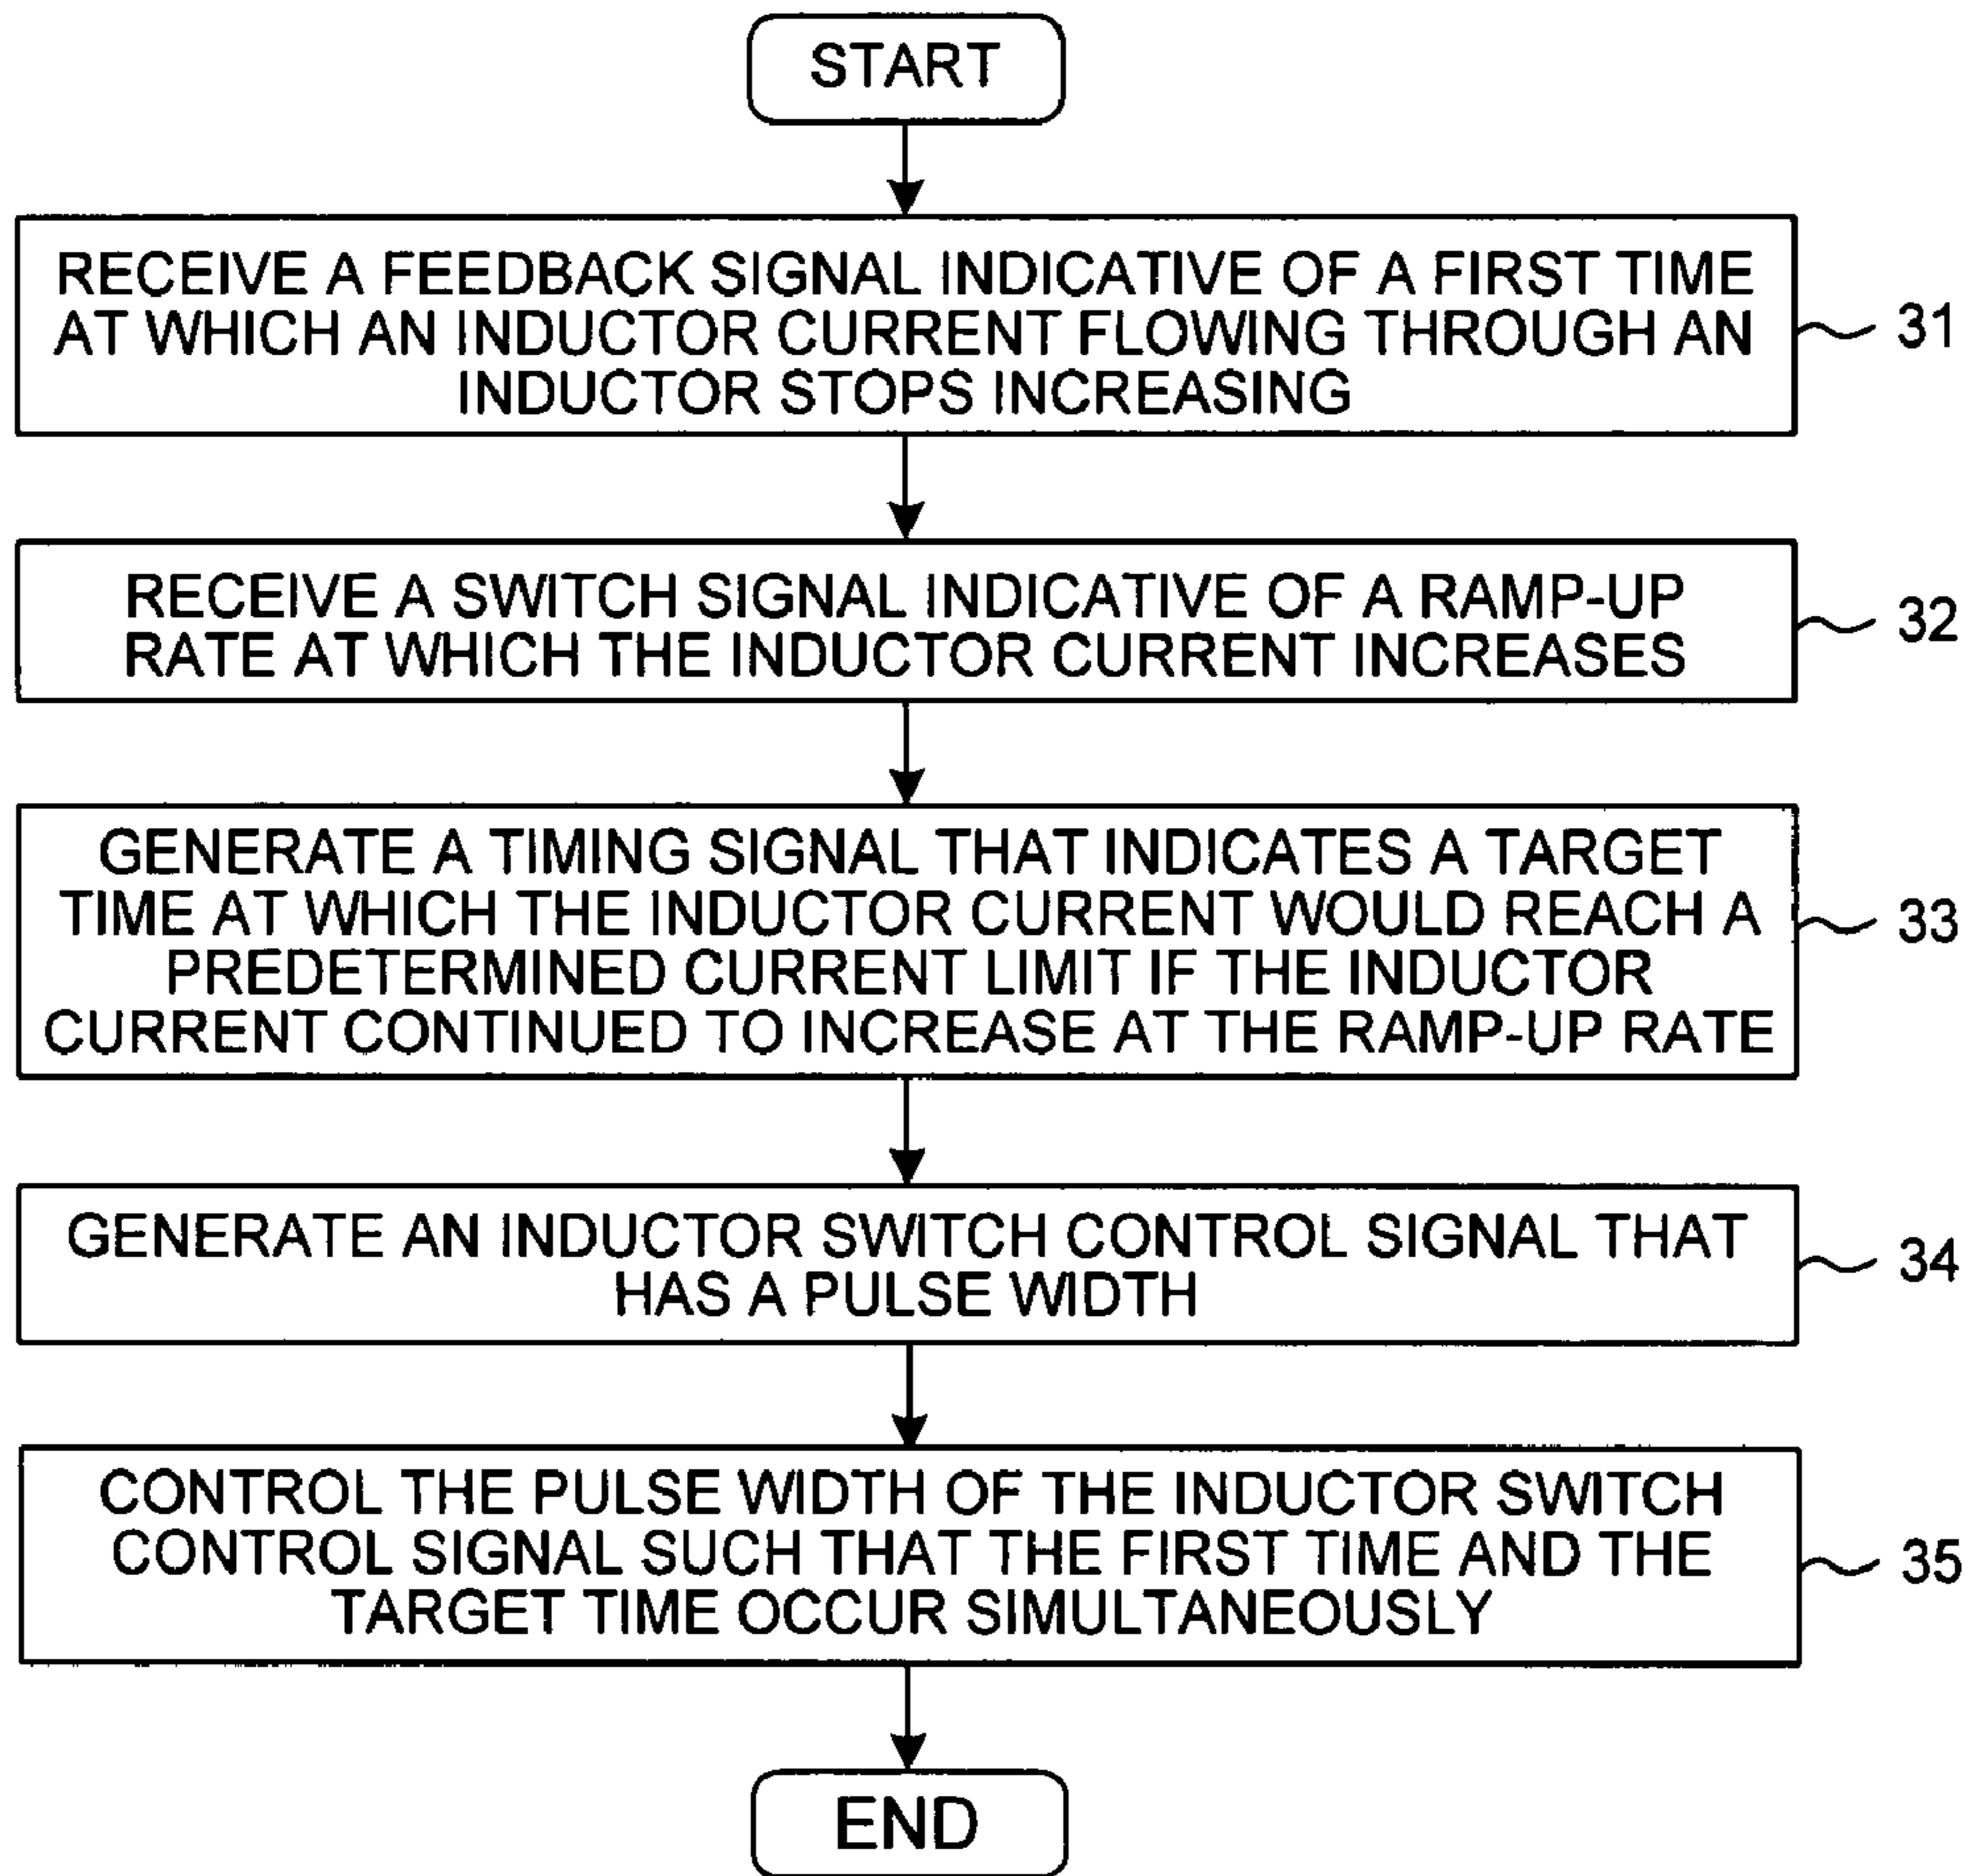 START
RECEIVE A FEEDBACK SIGNAL INDICATIVE OF A FIRST TIME
AT WHICH AN INDUCTOR CURRENT FLOWING THROUGH AN
INDUCTOR STOPS INCREASING
31
RECEIVE A SWITCH SIGNAL INDICATIVE OF A RAMP-UP
RATE AT WHICH THE INDUCTOR CURRENT INCREASES
32
GENERATE A TIMING SIGNAL THAT INDICATES A TARGET
TIME AT WHICH THE INDUCTOR CURRENT WOULD REACH A
PREDETERMINED CURRENT LIMIT IF THE INDUCTOR
CURRENT CONTINUED TO INCREASE AT THE RAMP-UP RATE
33
GENERATE AN INDUCTOR SWITCH CONTROL SIGNAL THAT
HAS A PULSE WIDTH
34
CONTROL THE PULSE WIDTH OF THE INDUCTOR SWITCH
CONTROL SIGNAL SUCH THAT THE FIRST TIME AND THE
TARGET TIME OCCUR SIMULTANEOUSLY
35
END